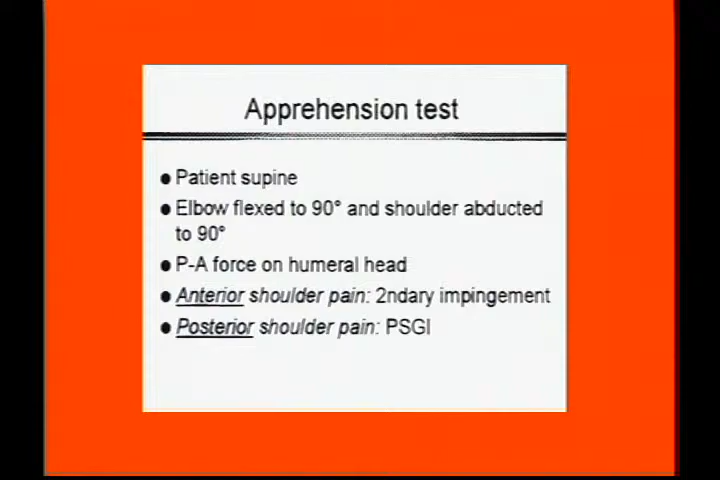 Apprehension test
● Patient supine
● Elbow flexed to 90° and shoulder abducted
to 90°
● P-A force on humeral head
● Anterior shoulder pain: 2ndary impingement
● Posterior shoulder pain: PSGI